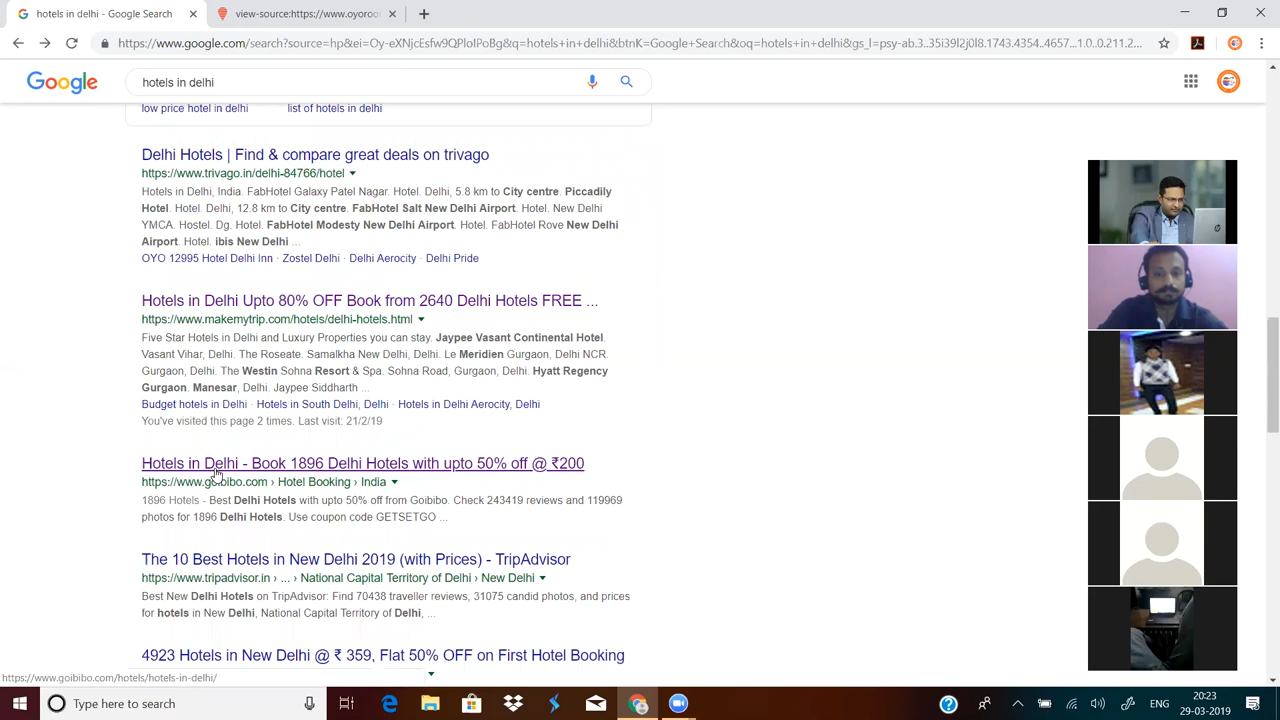 hotels in delhi - Google Search
view-source:https://www.oyoroo
https://www.google.com/search?source=hp&ei=Oy-eXNjcEsfw9QPloIPoBg&q=hotels+in+delhi&btnK=Google+Search&oq=hotels+in+delhi&gs_l=psy-ab.3..35i39l2j0l8.1743.4354..4657...1.0..0.211.2...
Google
hotels in delhi
low price hotel in delhi
list of hotels in delhi
Delhi Hotels | Find & compare great deals on trivago
https://www.trivago.in/delhi-84766/hotel
Hotels in Delhi, India. FabHotel Galaxy Patel Nagar. Hotel. Delhi, 5.8 km to City centre. Piccadily
Hotel. Hotel. Delhi, 12.8 km to City centre. FabHotel Salt New Delhi Airport. Hotel. New Delhi
YMCA. Hostel. Dg. Hotel. FabHotel Modesty New Delhi Airport. Hotel. FabHotel Rove New Delhi
Airport. Hotel. ibis New Delhi ...
OYO 12995 Hotel Delhi Inn · Zostel Delhi · Delhi Aerocity · Delhi Pride
Hotels in Delhi Upto 80% OFF Book from 2640 Delhi Hotels FREE ...
https://www.makemytrip.com/hotels/delhi-hotels.html
Five Star Hotels in Delhi and Luxury Properties you can stay. Jaypee Vasant Continental Hotel.
Vasant Vihar, Delhi. The Roseate. Samalkha New Delhi, Delhi. Le Meridien Gurgaon, Delhi NCR.
Gurgaon, Delhi. The Westin Sohna Resort & Spa. Sohna Road, Gurgaon, Delhi. Hyatt Regency
Gurgaon. Manesar, Delhi. Jaypee Siddharth ...
Budget hotels in Delhi · Hotels in South Delhi, Delhi · Hotels in Delhi Aerocity, Delhi
You've visited this page 2 times. Last visit: 21/2/19
Hotels in Delhi - Book 1896 Delhi Hotels with upto 50% off @ ₹200
https://www.goibibo.com › Hotel Booking › India
1896 Hotels - Best Delhi Hotels with upto 50% off from Goibibo. Check 243419 reviews and 119969
photos for 1896 Delhi Hotels. Use coupon code GETSETGO ...
The 10 Best Hotels in New Delhi 2019 (with Prices) - TripAdvisor
https://www.tripadvisor.in › ... › National Capital Territory of Delhi › New Delhi
Best New Delhi Hotels on TripAdvisor: Find 70438 traveller reviews, 31075 candid photos, and prices
for hotels in New Delhi, National Capital Territory of Delhi, ...
4923 Hotels in New Delhi @ ₹ 359, Flat 50% OFF on First Hotel Booking
https://www.goibibo.com/hotels/hotels-in-delhi/
Type here to search
ENG
20:23
29-03-2019